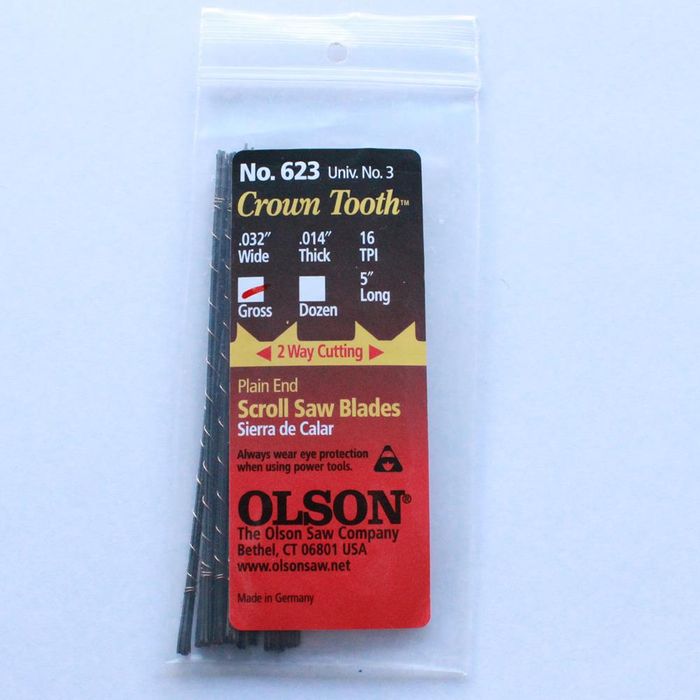 No. 623 Univ. No. 3
Crown Tooth™
.032" .014" 16
Wide Thick TPI
5"
Long
Gross Dozen
2 Way Cutting
Plain End
Scroll Saw Blades
Sierra de Calar
Always wear eye protection
when using power tools.
OLSON®
The Olson Saw Company
Bethel, CT 06801 USA
www.olsonsaw.net
Made in Germany